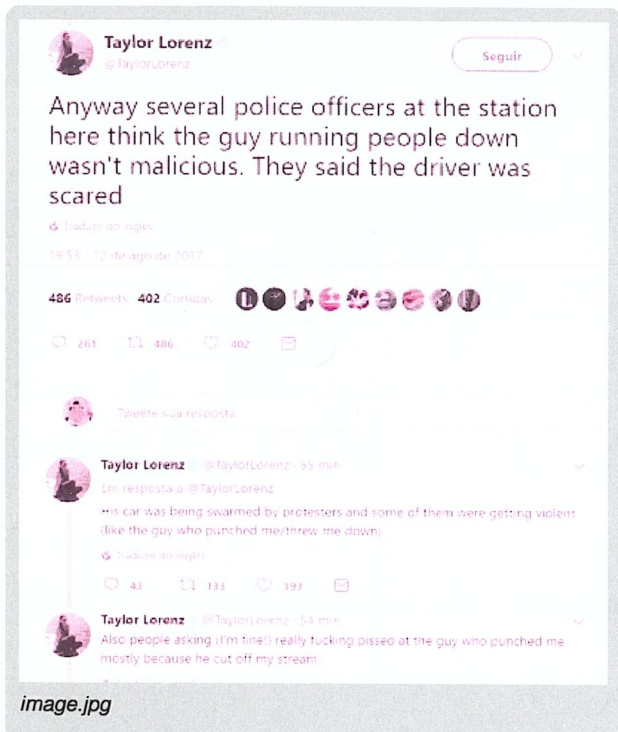 Taylor Lorenz
@TaylorLorenz
Seguir
Anyway several police officers at the station
here think the guy running people down
wasn't malicious. They said the driver was
scared
Traduzir do inglês
19:53 - 12 de ago de 2017
486 Retweets 402 Curtidas
261 486 402
Tweete sua resposta
Taylor Lorenz @TaylorLorenz · 55 min
Em resposta a @TaylorLorenz
His car was being swarmed by protesters and some of them were getting violent
(like the guy who punched me/threw me down)
Traduzir do inglês
43 133 193
Taylor Lorenz @TaylorLorenz · 54 min
Also people asking (I'm fine!) really fucking pissed at the guy who punched me
mostly because he cut off my stream
image.jpg